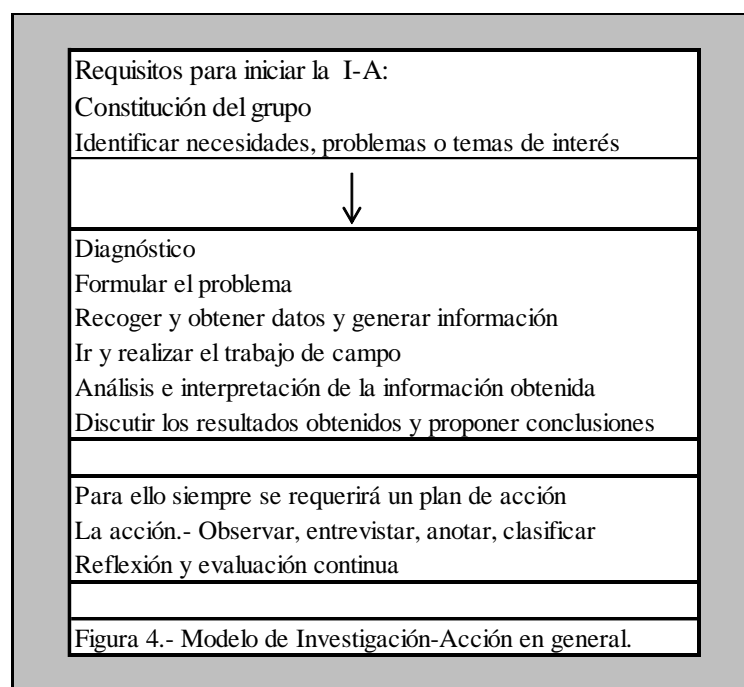 Requisitos para iniciar la I-A:
Constitución del grupo
Identificar necesidades, problemas o temas de interés
Diagnóstico
Formular el problema
Recoger y obtener datos y generar información
Ir y realizar el trabajo de campo
Análisis e interpretación de la información obtenida
Discutir los resultados obtenidos y proponer conclusiones
Para ello siempre se requerirá un plan de acción
La acción.- Observar, entrevistar, anotar, clasificar
Reflexión y evaluación continua
Figura 4.- Modelo de Investigación-Acción en general.